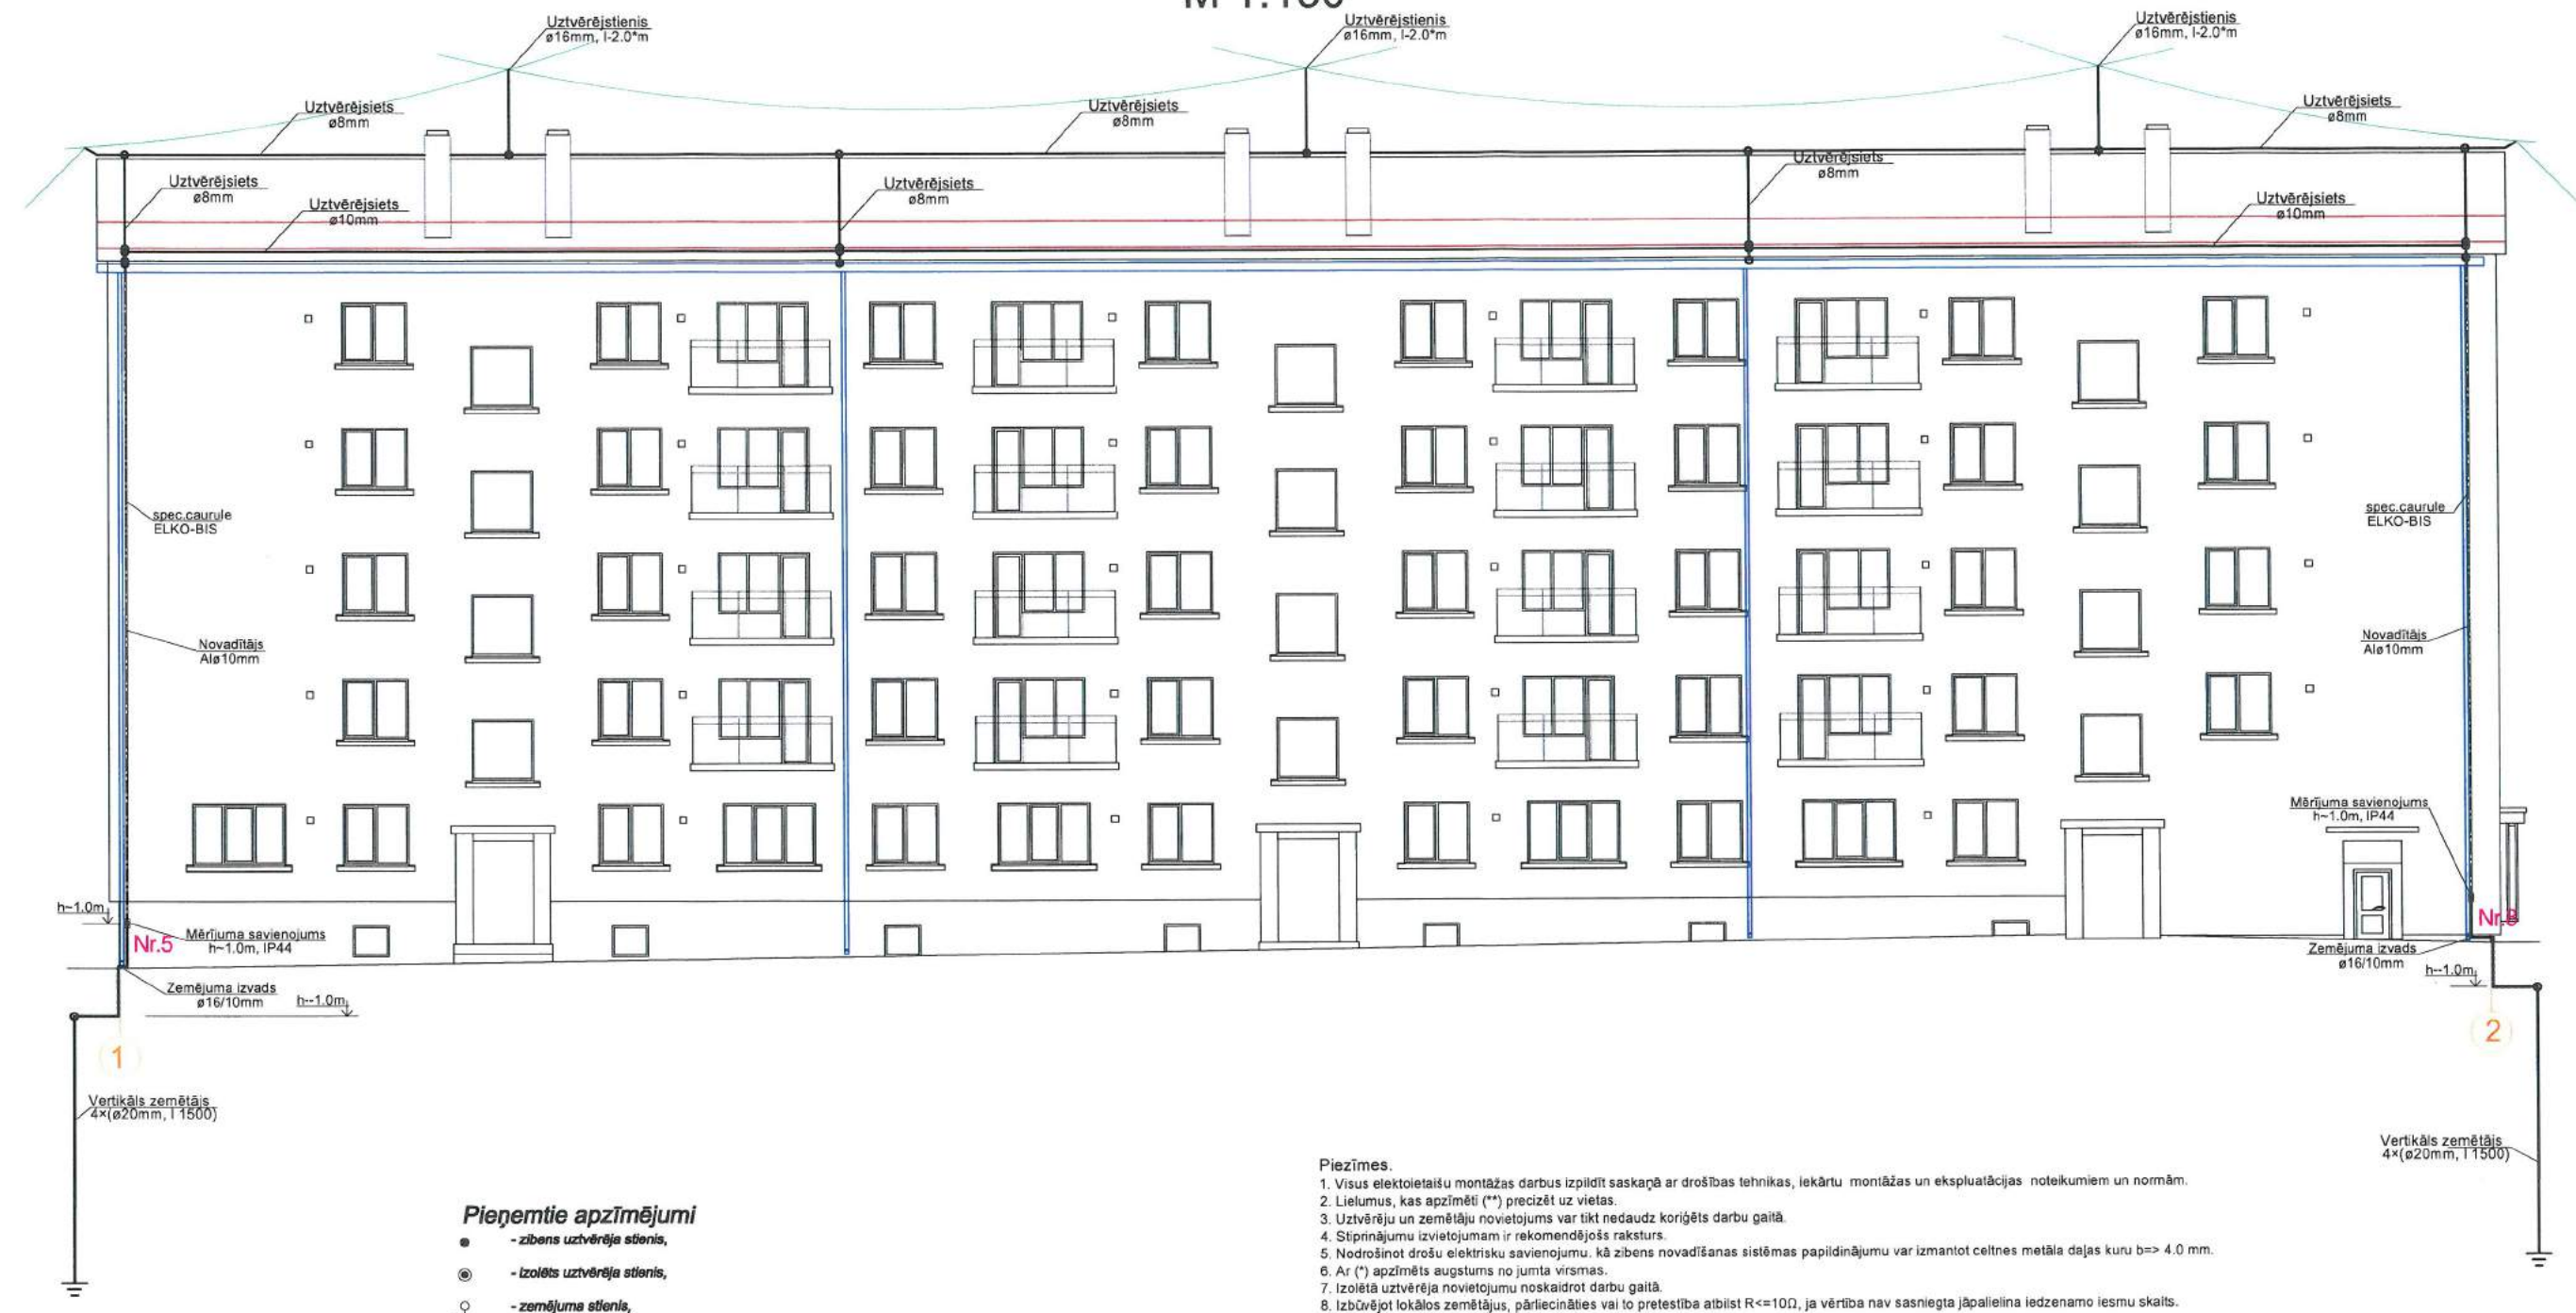 Uztvērējstienis
ø16mm, l-2.0*m
Uztvērējstienis
ø16mm, l-2.0*m
Uztvērējstienis
ø16mm, l-2.0*m
Uztvērējsiets
ø8mm
Uztvērējsiets
ø8mm
Uztvērējsiets
ø8mm
Uztvērējsiets
ø8mm
Uztvērējsiets
ø10mm
Uztvērējsiets
ø8mm
Uztvērējsiets
ø8mm
Uztvērējsiets
ø10mm
spec.caurule
ELKO-BIS
spec.caurule
ELKO-BIS
Novadītājs
Alø10mm
Novadītājs
Alø10mm
Mērījuma savienojums
h~1.0m, IP44
h~1.0m
Nr.5
Mērījuma savienojums
h~1.0m, IP44
Zemējuma izvads
ø16/10mm
h--1.0m
Zemējuma izvads
ø16/10mm
h--1.0m
1
2
Vertikāls zemētājs
4×(ø20mm, l 1500)
Vertikāls zemētājs
4×(ø20mm, l 1500)
Pieņemtie apzīmējumi
- zibens uztvērēja stienis,
- izolēts uztvērēja stienis,
- zemējuma stienis,
Piezīmes.
1. Visus elektoietaišu montāžas darbus izpildīt saskaņā ar drošības tehnikas, iekārtu montāžas un ekspluatācijas noteikumiem un normām.
2. Lielumus, kas apzīmēti (**) precizēt uz vietas.
3. Uztvērēju un zemētāju novietojums var tikt nedaudz koriģēts darbu gaitā.
4. Stiprinājumu izvietojumam ir rekomendējošs raksturs.
5. Nodrošinot drošu elektrisku savienojumu. kā zibens novadīšanas sistēmas papildinājumu var izmantot celtnes metāla daļas kuru b=> 4.0 mm.
6. Ar (*) apzīmēts augstums no jumta virsmas.
7. Izolētā uztvērēja novietojumu noskaidrot darbu gaitā.
8. Izbūvējot lokālos zemētājus, pārliecināties vai to pretestība atbilst R<=10Ω, ja vērtība nav sasniegta jāpalielina iedzenamo iesmu skaits.